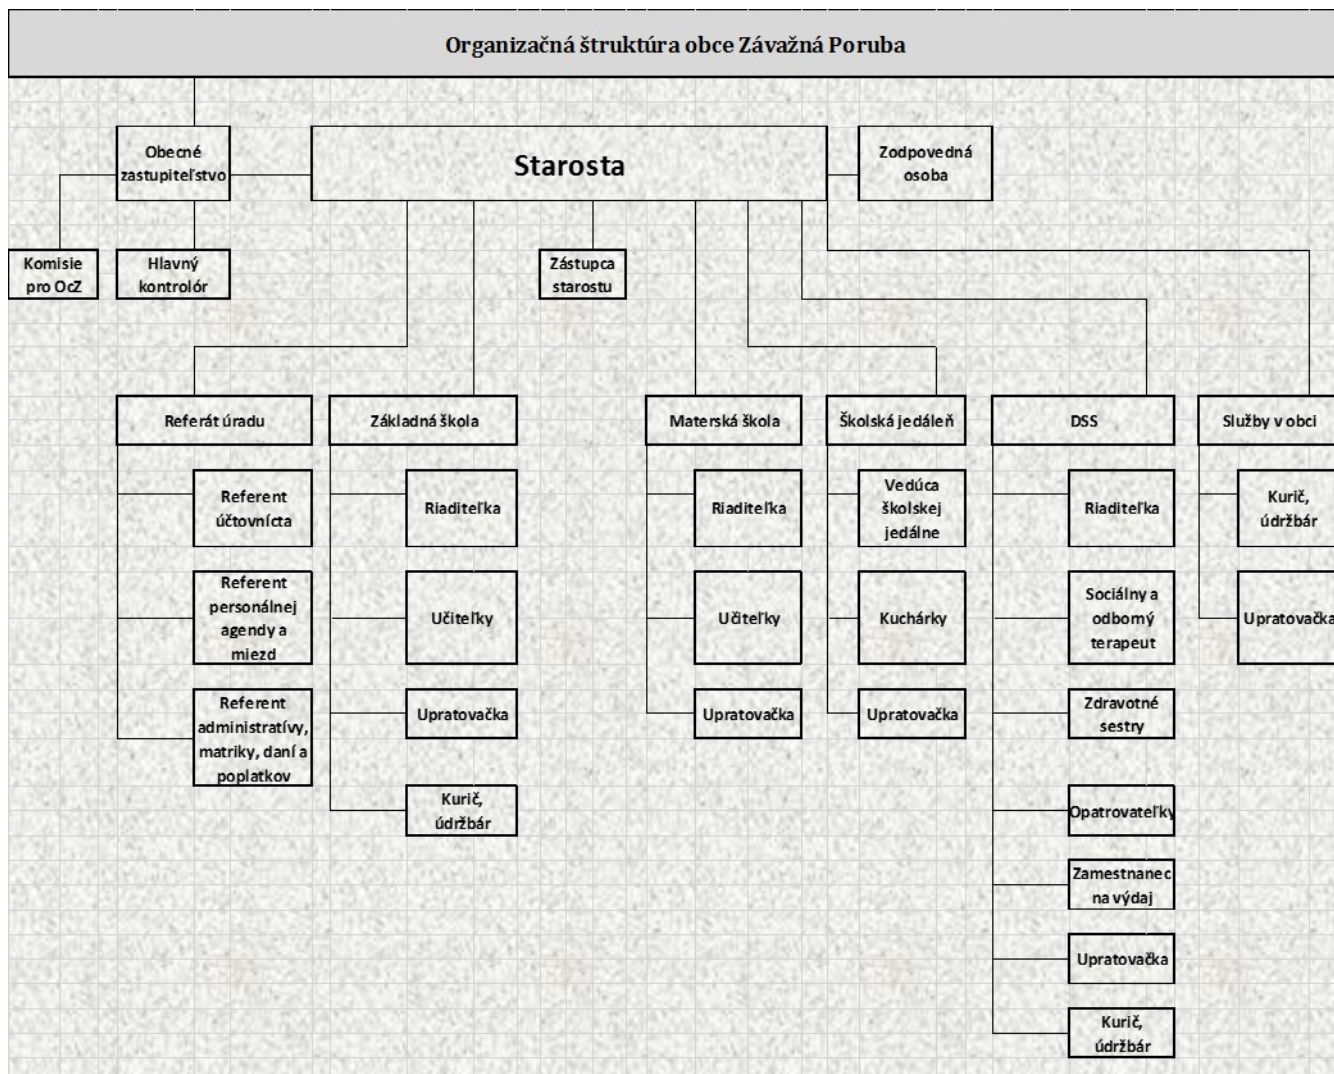 Organizačná štruktúra obce Závažná Poruba
Obecné
zastupiteľstvo
Starosta
Zodpovedná
osoba
Komisie
pro OcZ
Hlavný
kontrolór
Zástupca
starostu
Referát úradu
Základná škola
Materská škola
Školská jedáleň
DSS
Služby v obci
Referent
účtovnícta
Riaditeľka
Riaditeľka
Vedúca
školskej
jedálne
Riaditeľka
Kurič,
údržbár
Referent
personálnej
agendy a
miezd
Učiteľky
Učiteľky
Kuchárky
Sociálny a
odborný
terapeut
Upratovačka
Referent
administratívy,
matriky, daní a
poplatkov
Upratovačka
Upratovačka
Upratovačka
Zdravotné
sestry
Kurič,
údržbár
Opatrovateľky
Zamestnanec
na výdaj
Upratovačka
Kurič,
údržbár